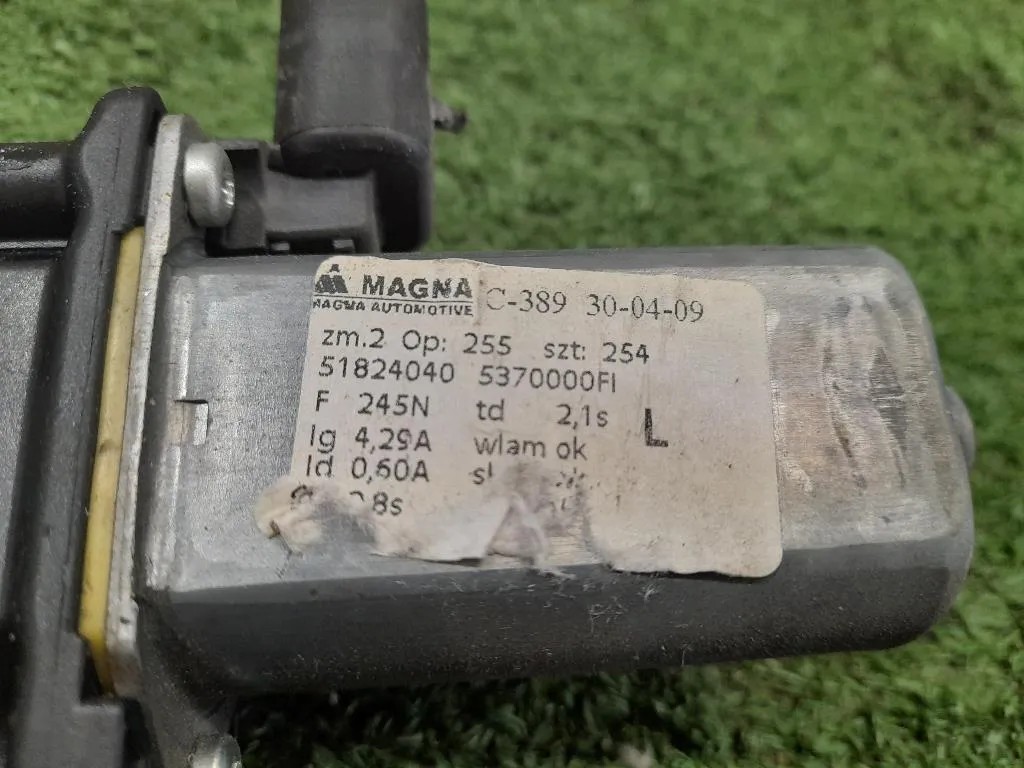 MAGNA
MAGNA AUTOMOTIVE
C-389 30-04-09
zm.2 Op: 255 szt: 254
51824040 5370000FI
F 245N td 2,1s
L
Ig 4,29A wlam ok
Id 0,60A
8s